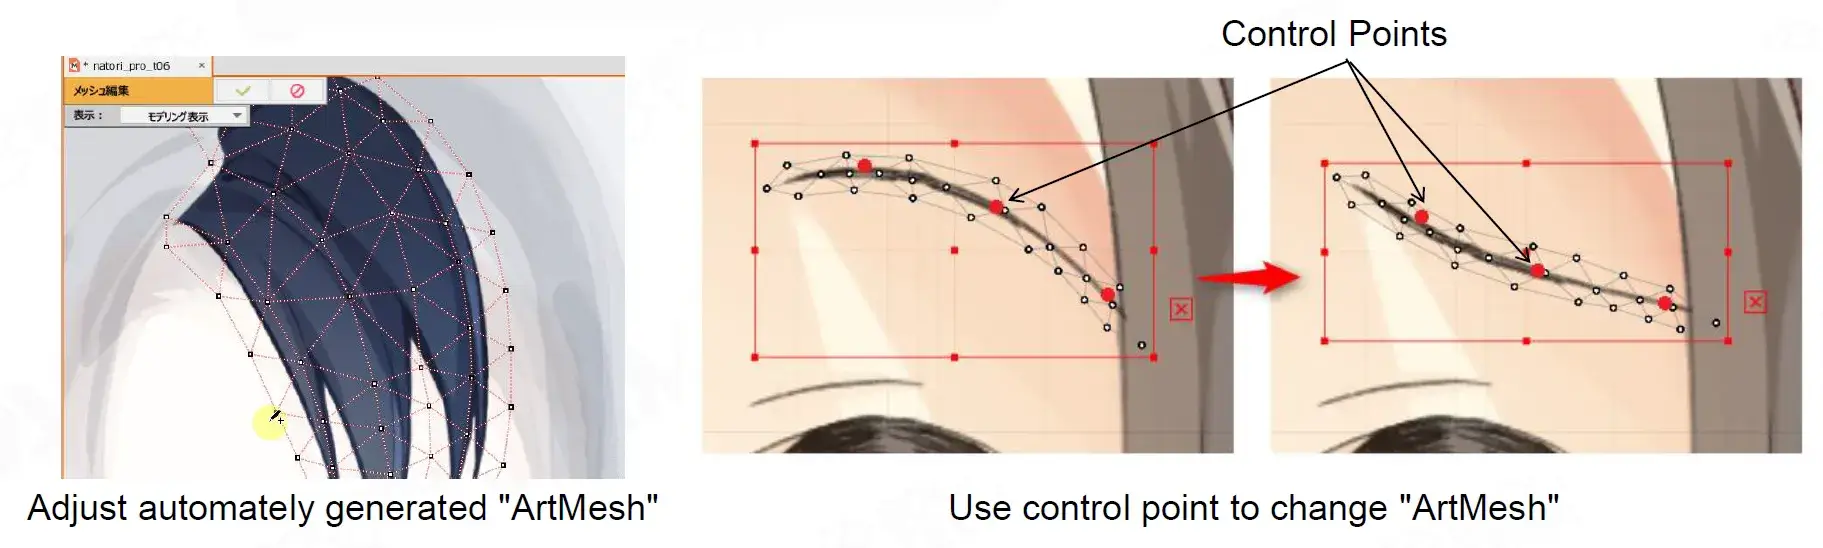 Control Points
* natori_pro_t06 ×
メッシュ編集
表示： モデリング表示
Adjust automately generated "ArtMesh"
Use control point to change "ArtMesh"